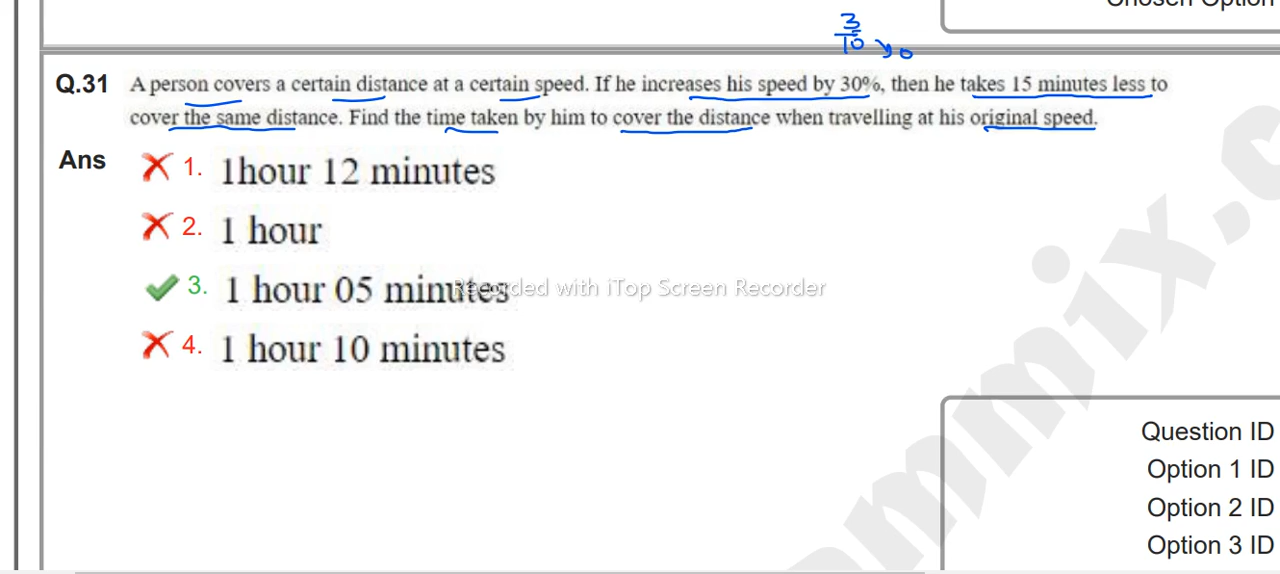 Chosen Option
3
10 → 0
Q.31 A person covers a certain distance at a certain speed. If he increases his speed by 30%, then he takes 15 minutes less to
cover the same distance. Find the time taken by him to cover the distance when travelling at his original speed.
Ans 1. 1hour 12 minutes
2. 1 hour
3. 1 hour 05 minutes
Recorded with iTop Screen Recorder
4. 1 hour 10 minutes
Question ID
Option 1 ID
Option 2 ID
Option 3 ID